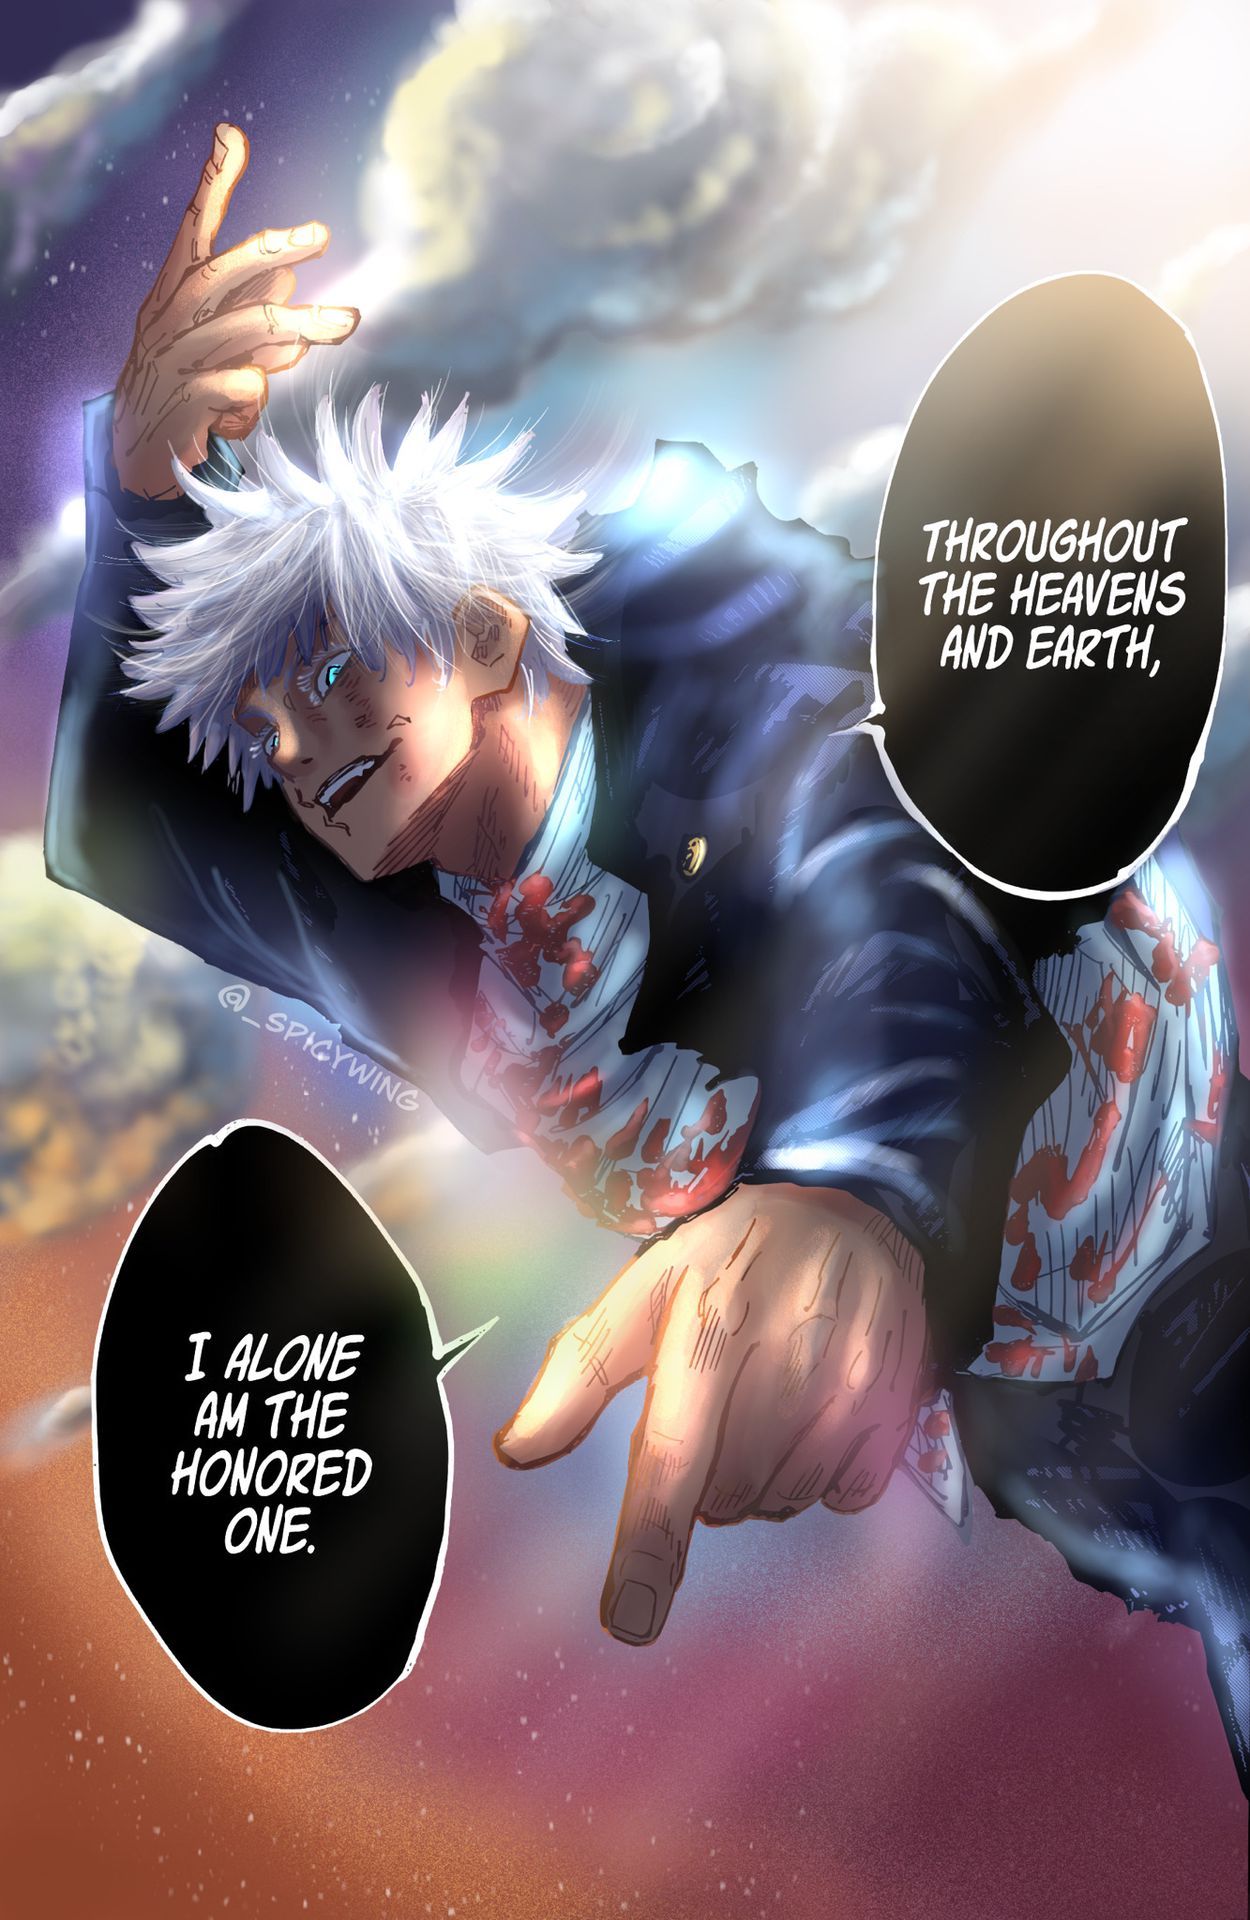 THROUGHOUT
THE HEAVENS
AND EARTH,
@_SPICYWING
I ALONE
AM THE
HONORED
ONE.